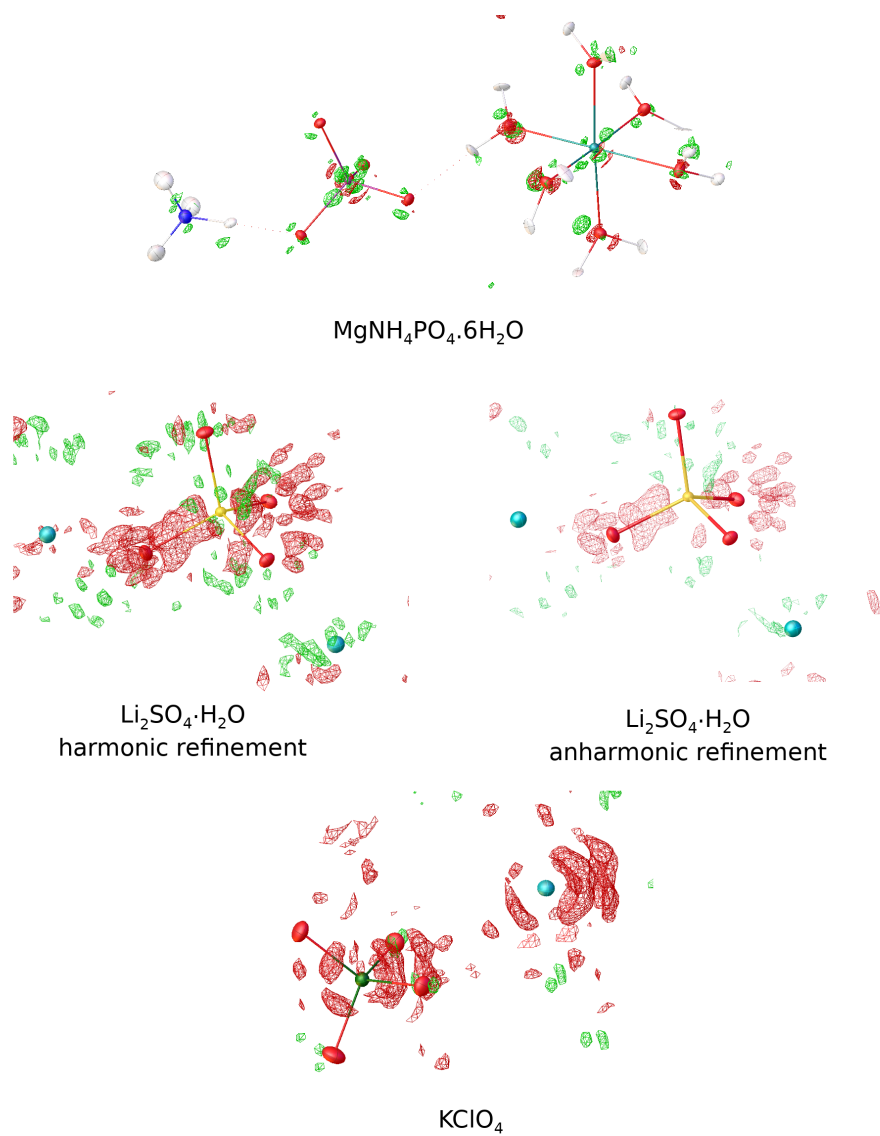 MgNH₄PO₄.6H₂O
Li₂SO₄·H₂O
harmonic refinement
Li₂SO₄·H₂O
anharmonic refinement
KClO₄